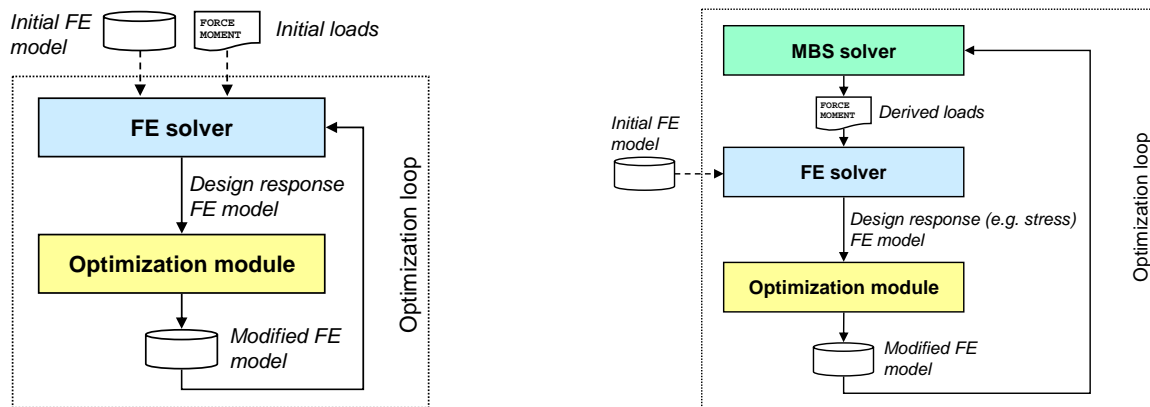 Initial FE
model
FORCE
MOMENT
Initial loads
FE solver
Design response
FE model
Optimization module
Modified FE
model
Optimization loop
MBS solver
FORCE
MOMENT
Derived loads
Initial FE
model
FE solver
Design response (e.g. stress)
FE model
Optimization module
Modified FE
model
Optimization loop